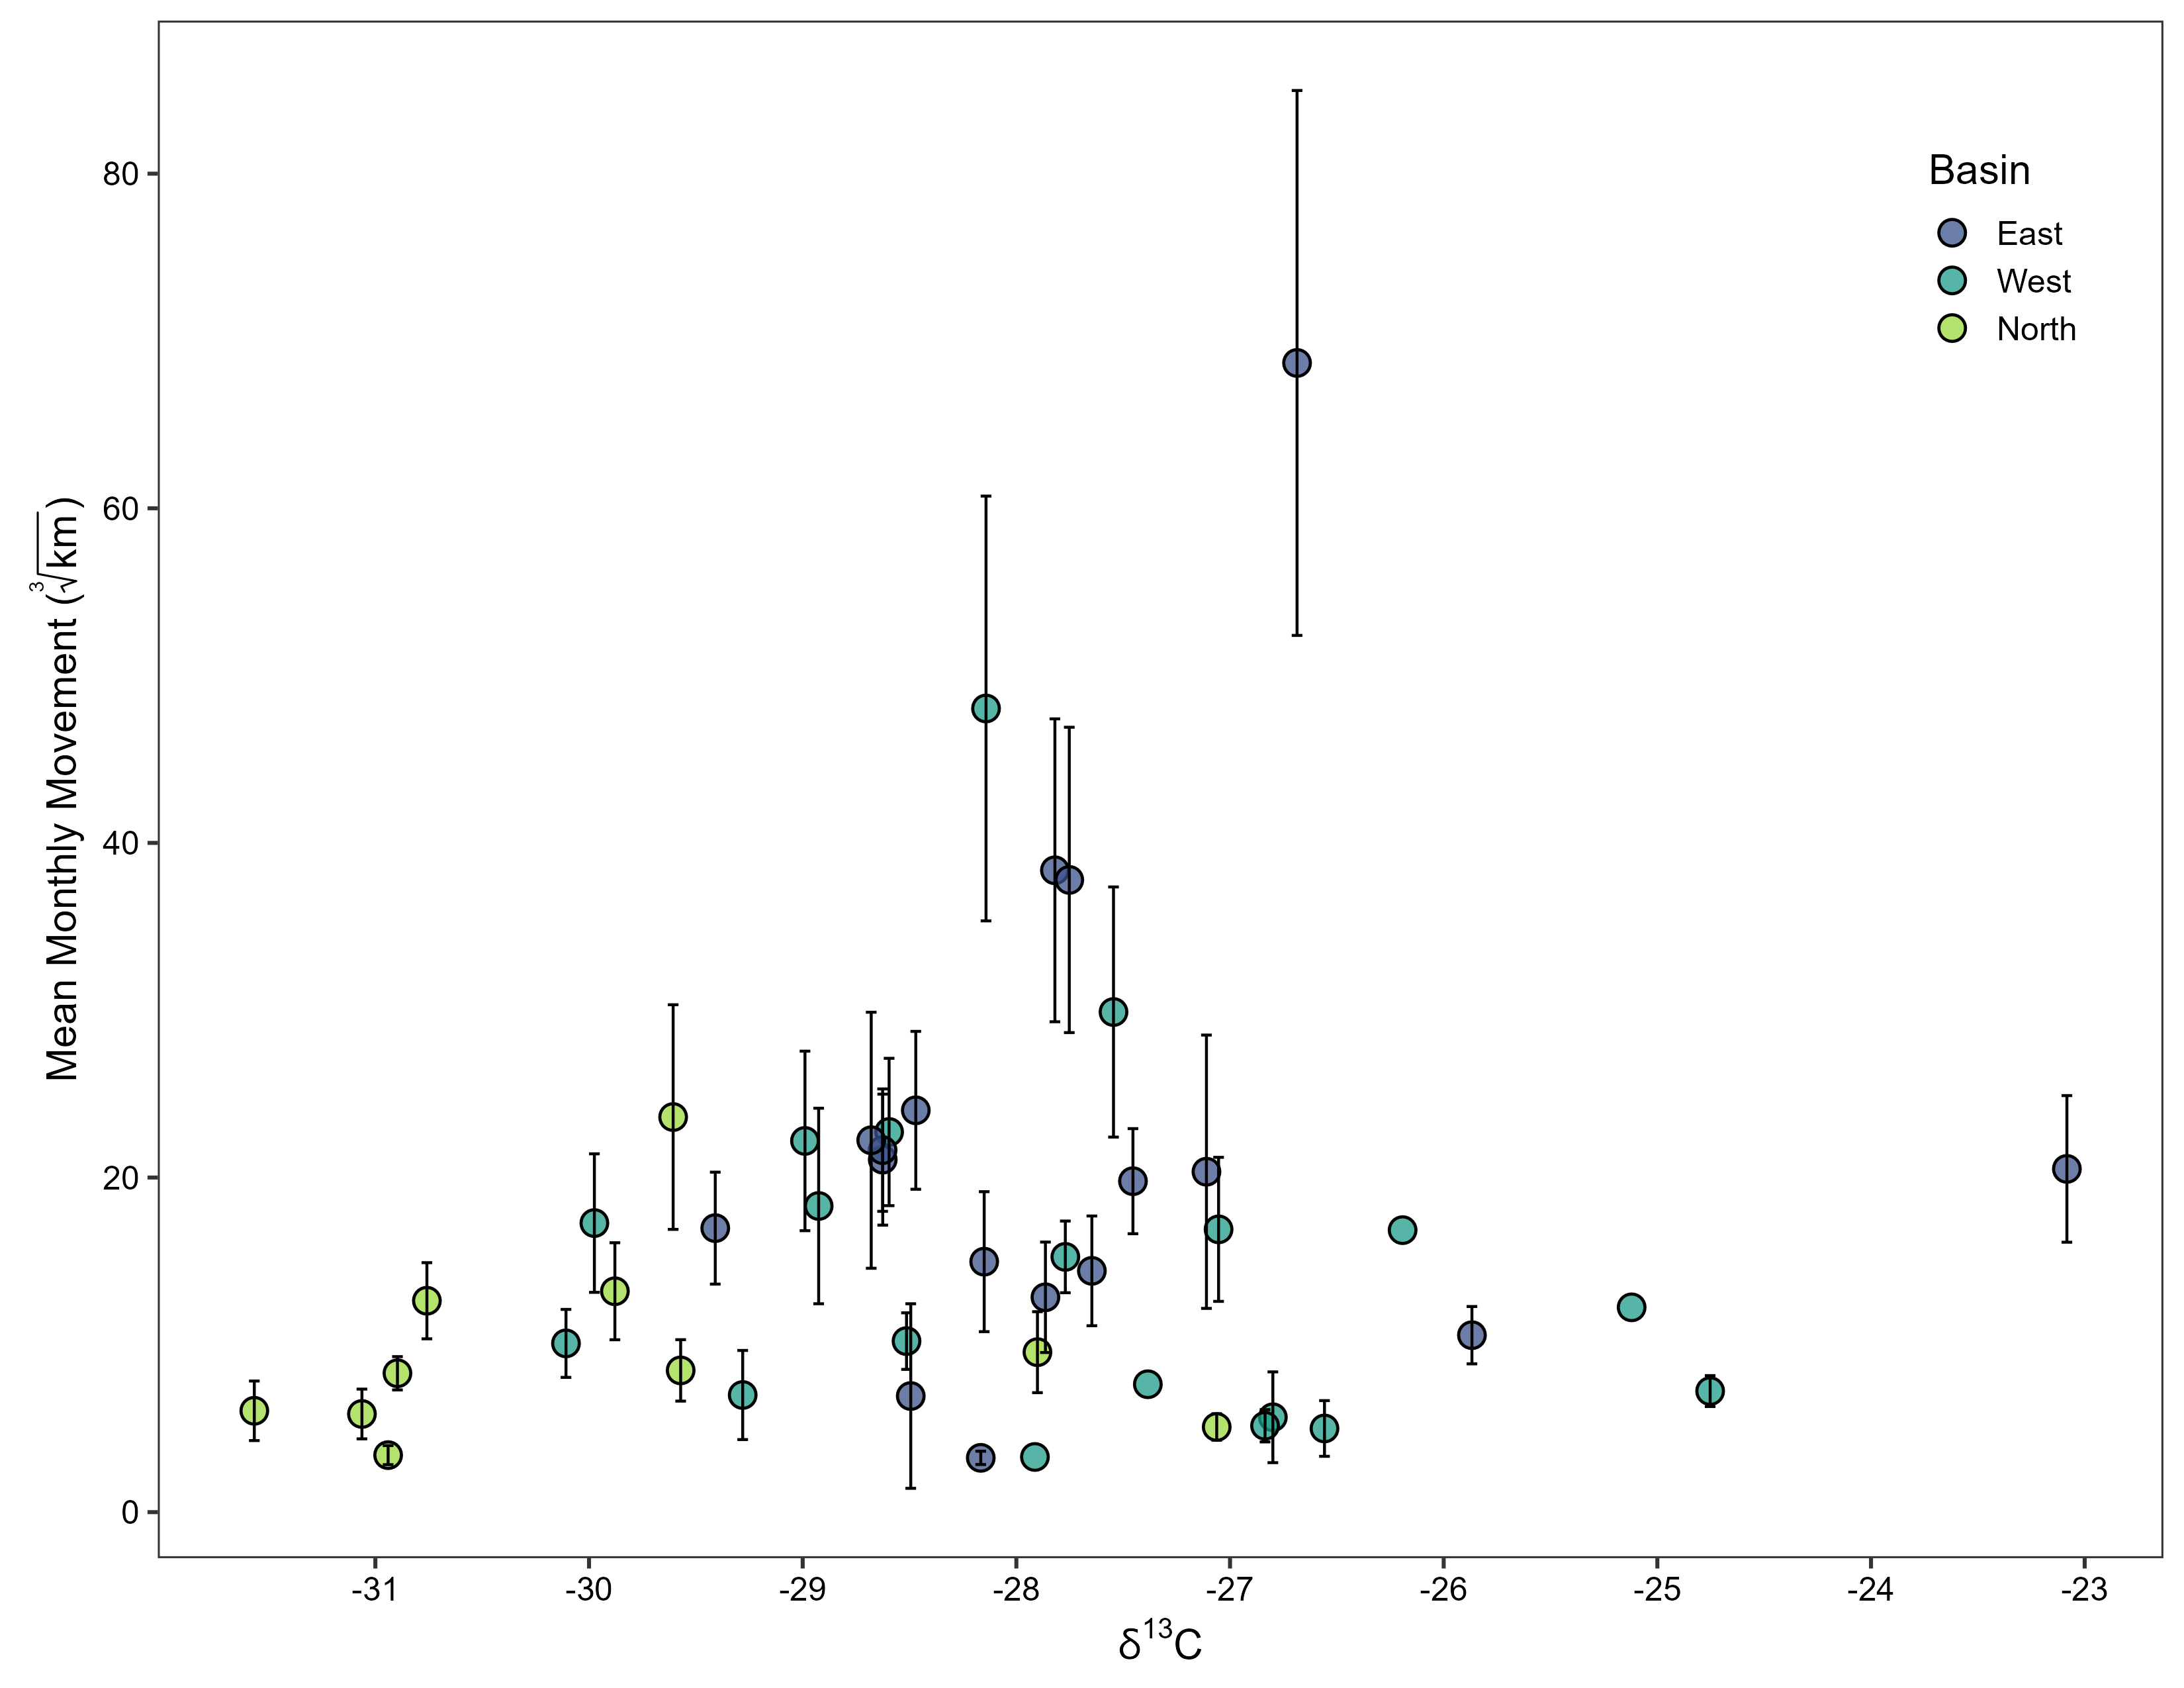 Mean Monthly Movement (∛km)
80
60
40
20
0
Basin
East
West
North
-31 -30 -29 -28 -27 -26 -25 -24 -23
δ¹³C